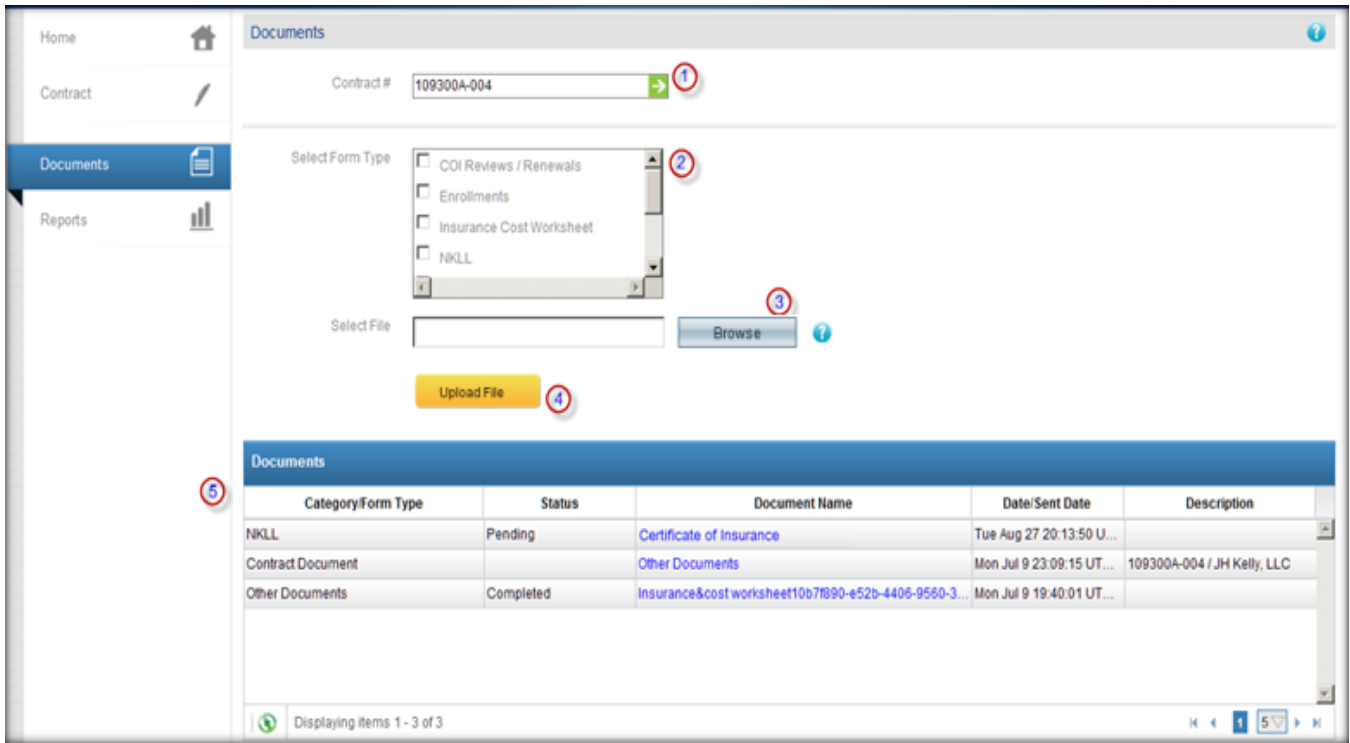 Home
Documents
?
Contract #
109300A-004
1
Contract
Select Form Type
COI Reviews / Renewals
2
Documents
Enrollments
Insurance Cost Worksheet
Reports
NKLL
3
Select File
Browse
?
Upload File
4
Documents
5
Category/Form Type Status Document Name Date/Sent Date Description
NKLL Pending Certificate of Insurance Tue Aug 27 20:13:50 U...
Contract Document Other Documents Mon Jul 9 23:09:15 UT... 109300A-004 / JH Kelly, LLC
Other Documents Completed Insurance&cost worksheet10b7f890-e52b-4406-9560-3... Mon Jul 9 19:40:01 UT...
Displaying items 1 - 3 of 3
1 5